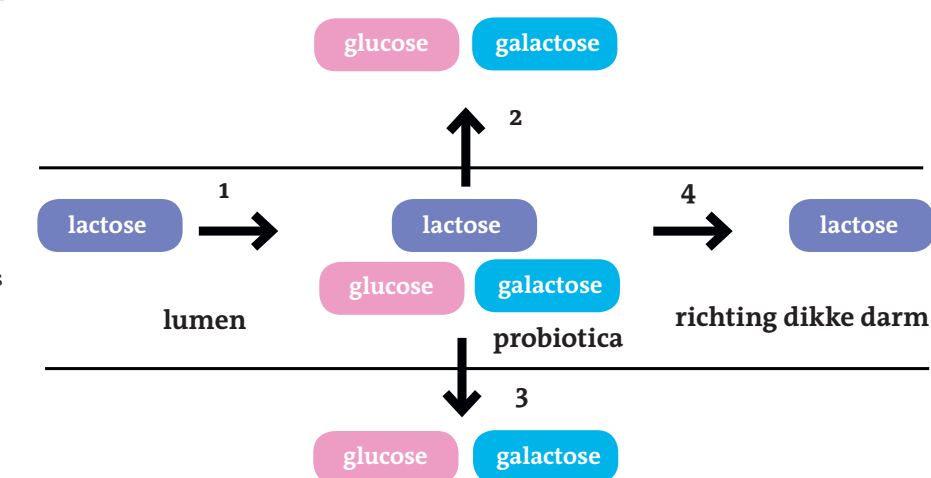 glucose galactose
2
1
4
lactose
lactose
lactose
glucose galactose
s
lumen
probiotica
richting dikke darm
3
glucose galactose